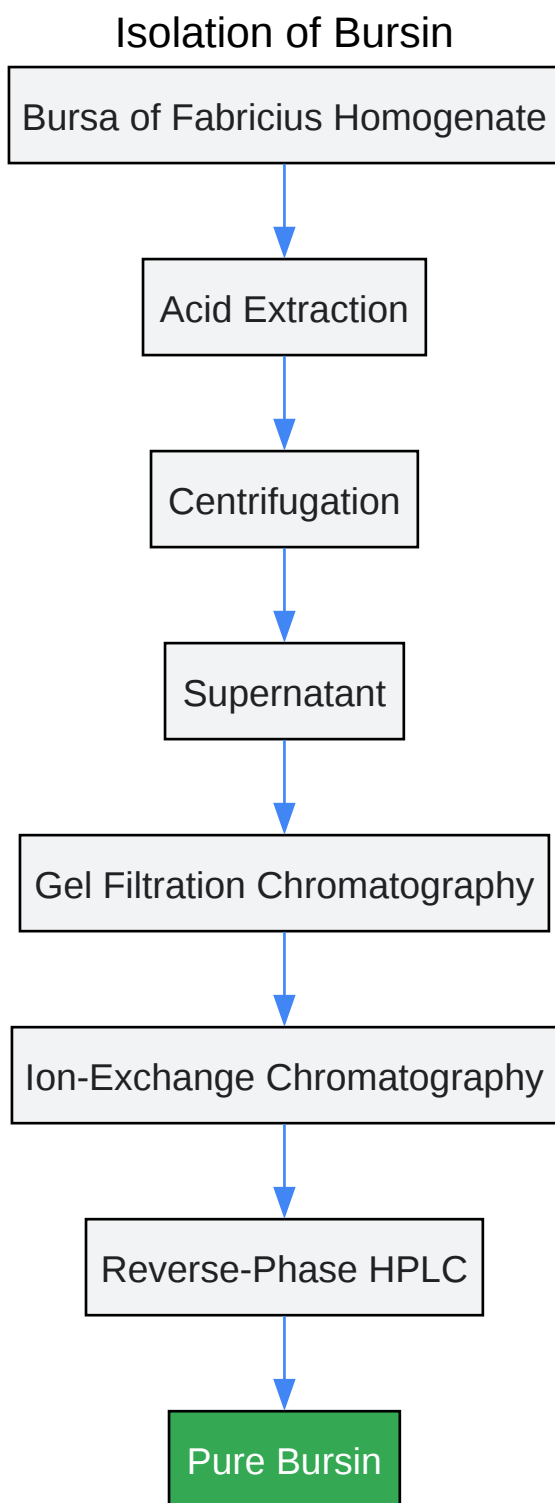 Isolation of Bursin
Bursa of Fabricius Homogenate
Acid Extraction
Centrifugation
Supernatant
Gel Filtration Chromatography
Ion-Exchange Chromatography
Reverse-Phase HPLC
Pure Bursin